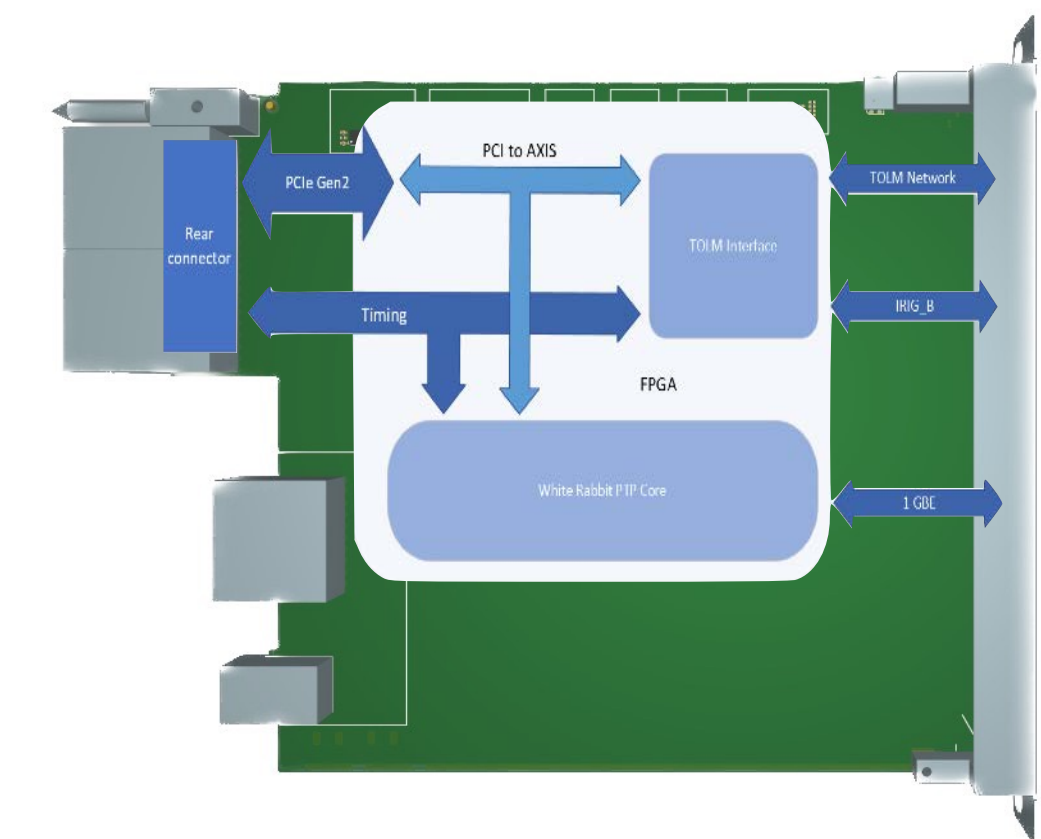 PCI to AXIS
PCIe Gen2
TOLM Network
Rear
connector
TOLM Interface
IRIG_B
Timing
FPGA
White Rabbit PTP Core
1 GBE